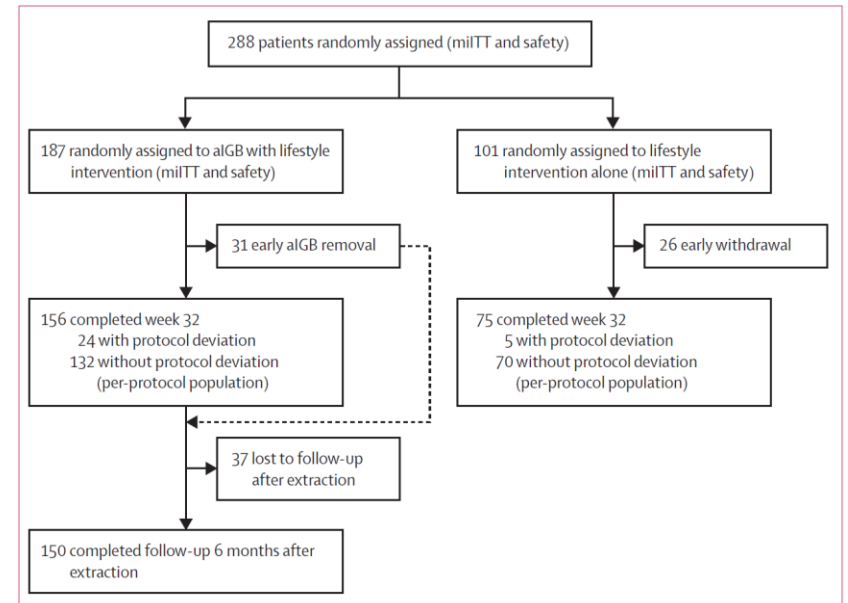 288 patients randomly assigned (miITT and safety)
187 randomly assigned to aIGB with lifestyle
intervention (miITT and safety)
101 randomly assigned to lifestyle
intervention alone (miITT and safety)
31 early aIGB removal
26 early withdrawal
156 completed week 32
24 with protocol deviation
132 without protocol deviation
(per-protocol population)
75 completed week 32
5 with protocol deviation
70 without protocol deviation
(per-protocol population)
37 lost to follow-up
after extraction
150 completed follow-up 6 months after
extraction